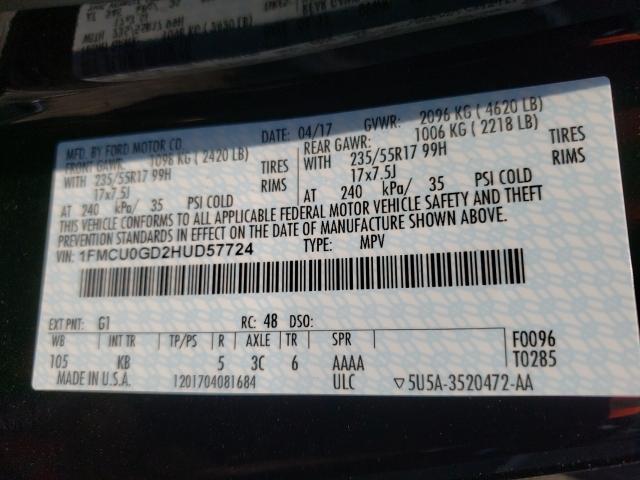 MFD. BY FORD MOTOR CO. DATE: 04/17 GVWR: 2096 KG ( 4620 LB)
FRONT GAWR: 1096 KG ( 2420 LB) REAR GAWR: 1006 KG ( 2218 LB)
WITH 235/55R17 99H TIRES WITH 235/55R17 99H TIRES
17x7.5J RIMS 17x7.5J RIMS
AT 240 kPa/ 35 PSI COLD AT 240 kPa/ 35 PSI COLD
THIS VEHICLE CONFORMS TO ALL APPLICABLE FEDERAL MOTOR VEHICLE SAFETY AND THEFT
PREVENTION STANDARDS IN EFFECT ON THE DATE OF MANUFACTURE SHOWN ABOVE.
VIN: 1FMCU0GD2HUD57724 TYPE: MPV
EXT PNT: G1 RC: 48 DSO:
WB INT TR TP/PS R AXLE TR SPR F0096
105 KB 5 3C 6 AAAA T0285
MADE IN U.S.A. 1201704081684 ULC ▽5U5A-3520472-AA